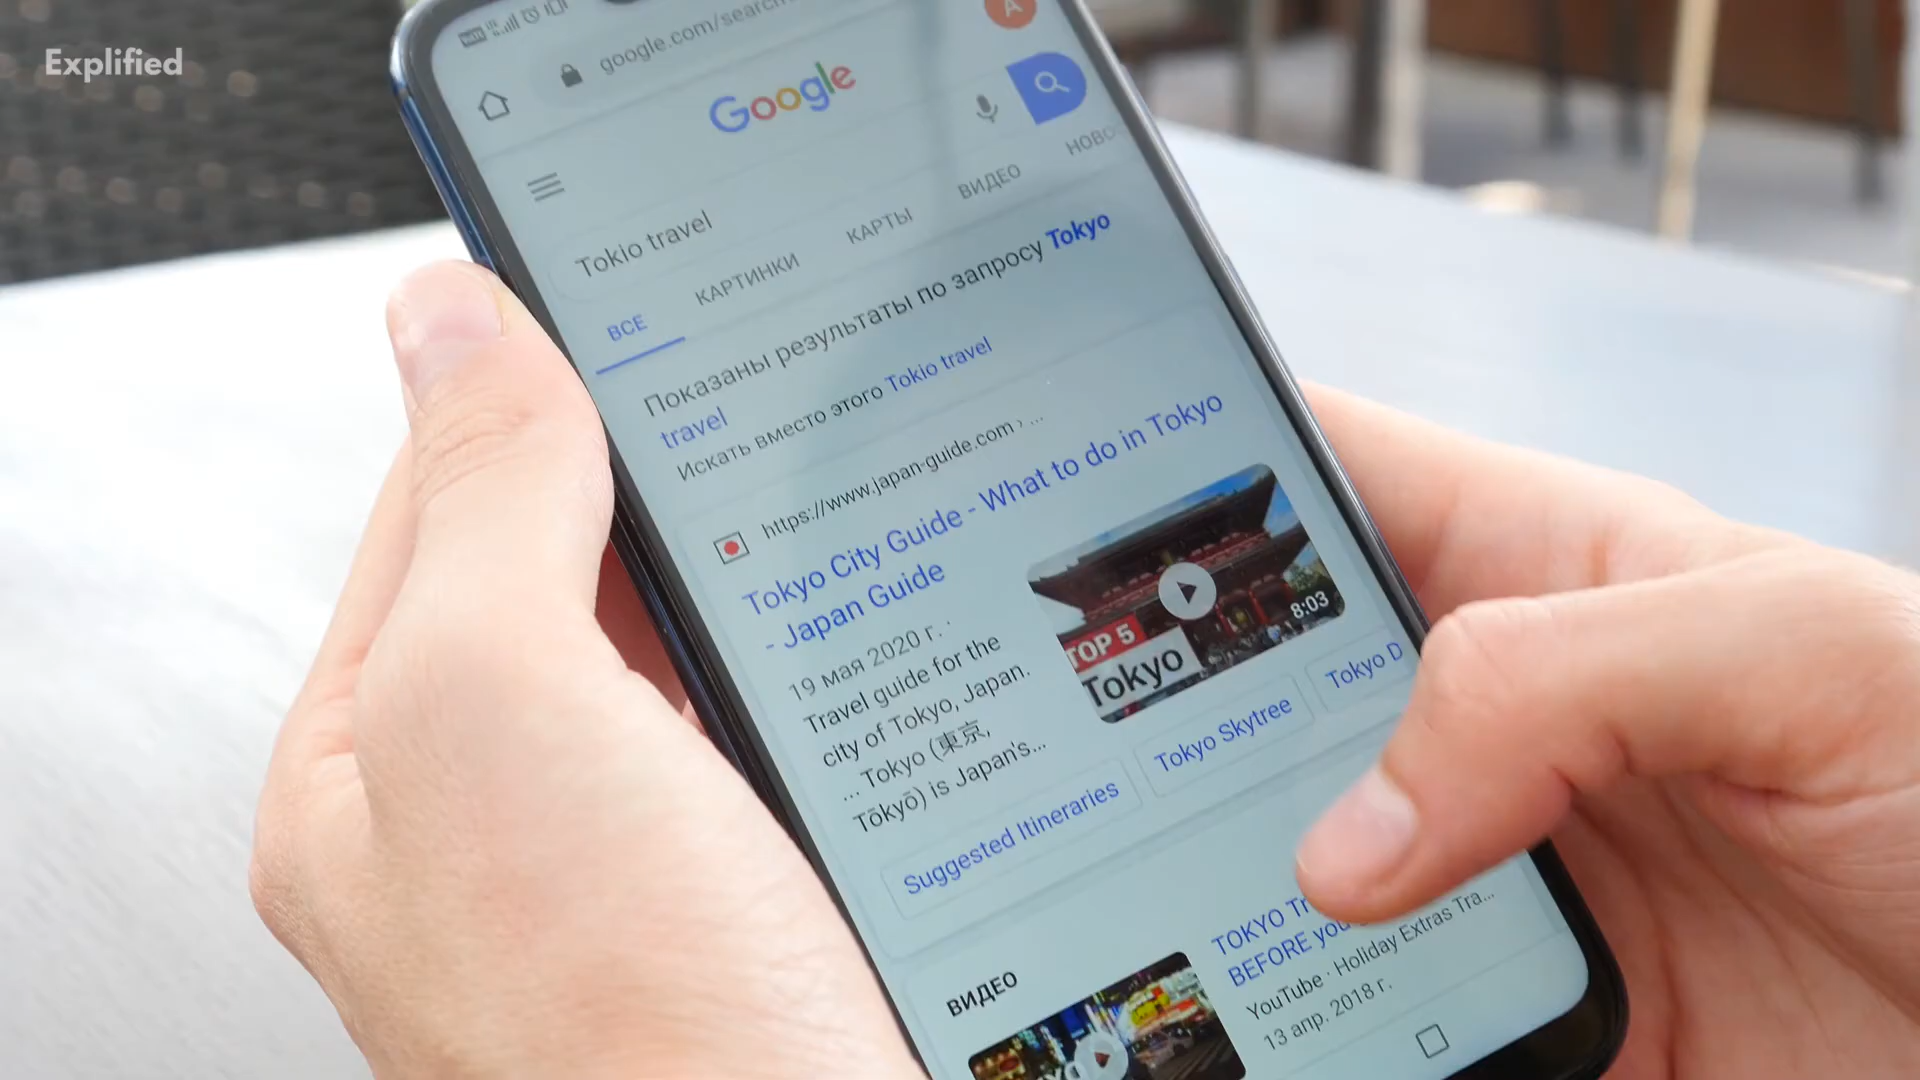 Explified
google.com/search
A
Google
Tokio travel
ВСЕ
КАРТИНКИ
КАРТЫ
ВИДЕО
НОВО
Показаны результаты по запросу Tokyo
travel
Искать вместо этого Tokio travel
https://www.japan-guide.com › ...
Tokyo City Guide - What to do in Tokyo
- Japan Guide
19 мая 2020 г. ·
Travel guide for the
city of Tokyo, Japan.
... Tokyo (東京,
Tōkyō) is Japan's...
TOP 5
Tokyo
8:03
Suggested Itineraries
Tokyo Skytree
Tokyo D
ВИДЕО
TOKYO Tr
BEFORE you
YouTube · Holiday Extras Tra...
13 апр. 2018 г.